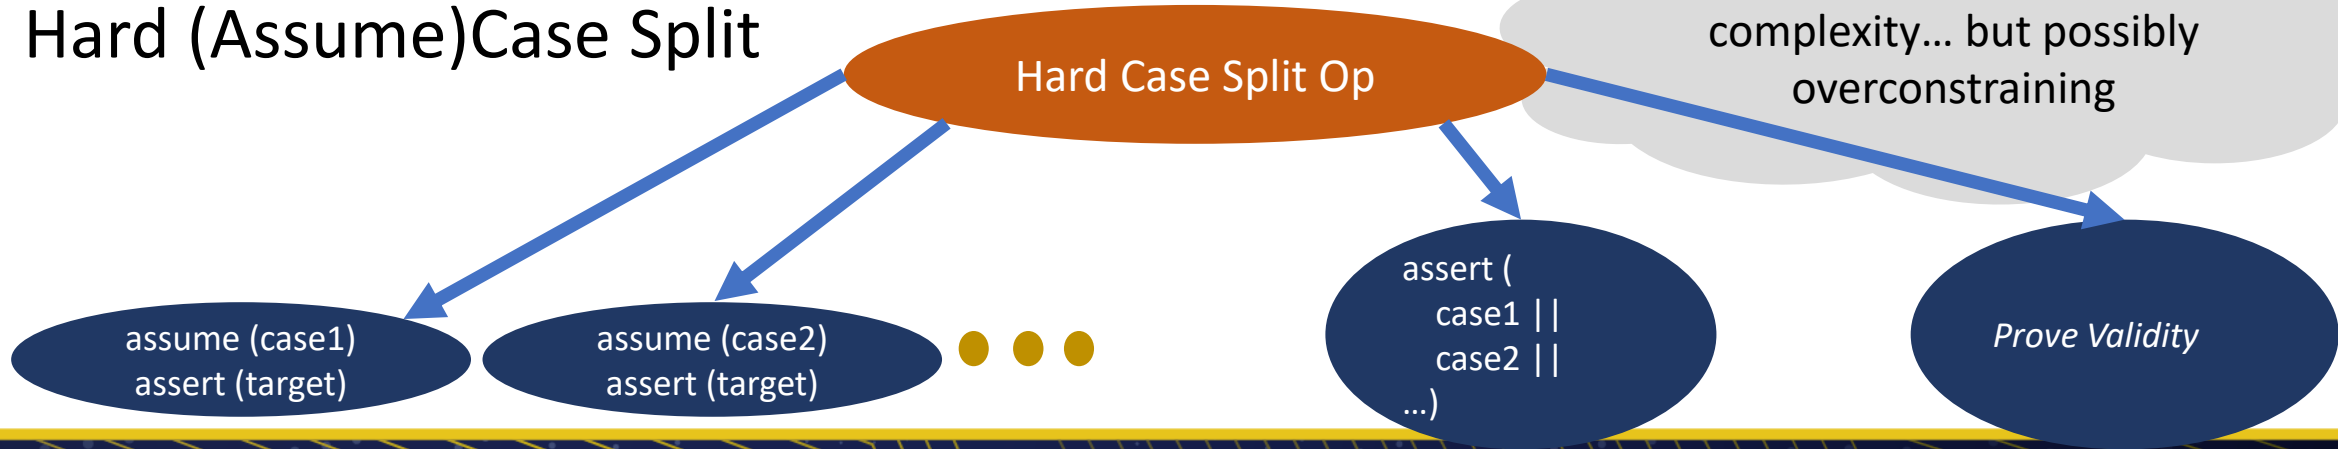 Hard (Assume)Case Split
Hard Case Split Op
complexity... but possibly
overconstraining
assume (case1)
assert (target)
assume (case2)
assert (target)
assert (
case1 ||
case2 ||
...)
Prove Validity